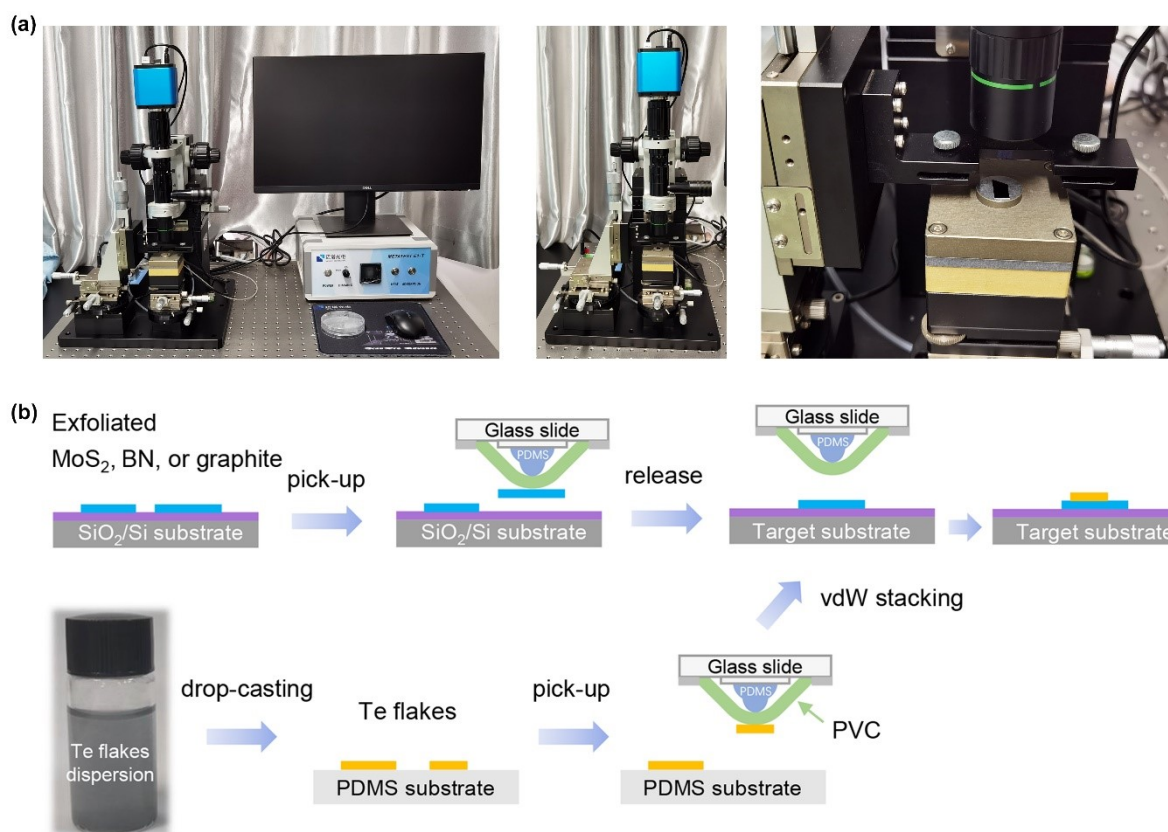 (a)
DELL
(b)
Exfoliated
MoS₂, BN, or graphite
SiO₂/Si substrate
pick-up
Glass slide
PDMS
SiO₂/Si substrate
release
Glass slide
PDMS
Target substrate
Target substrate
vdW stacking
Te flakes
dispersion
drop-casting
Te flakes
PDMS substrate
pick-up
Glass slide
PDMS
PVC
PDMS substrate